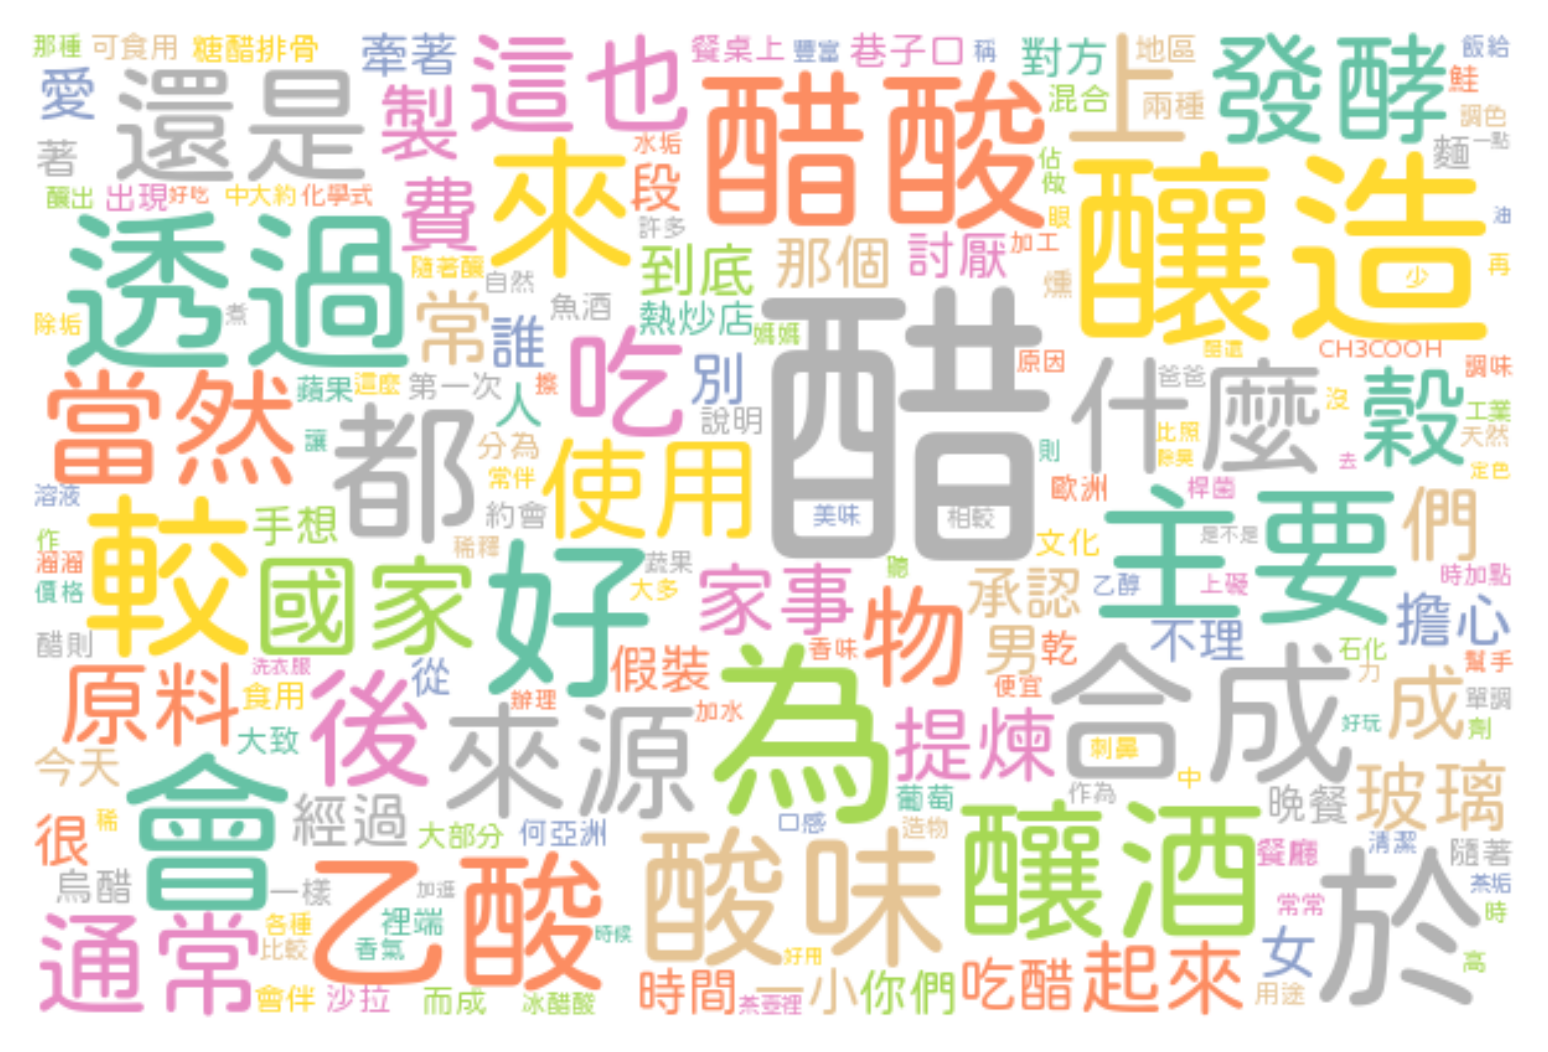 那種
可食用
糖醋排骨
牽著
這也
餐桌上
豐富
巷子口
稱
對方
上
地區
發酵
飯給
愛
還是
製
醋酸
混合
兩種
鮭
調色
著
水垢
佔
麵
一點
釀出
出現
好吃
中大約
化學式
費
來
段
做
釀造
許多
眼
油
透過
隨著釀
自然
到底
那個
討厭
加工
燻
少
再
除垢
煮
常
誰
魚酒
熱炒店
媽媽
醋
原因
CH3COOH
調味
當然
蘋果
這麼
第一次
擦
吃
別
什麼
爸爸
沒
穀
工業
人
說明
讓
都
分為
使用
則
比照
除臭
去
天然
定色
溶液
常伴
歐洲
桿菌
作
較
手想
約會
美味
相較
主要
們
是不是
溜溜
稀釋
好
蔬果
文化
價格
國家
大多
家事
聽
承認
乙醇
上礙
時加點
醋則
物
擔心
原料
洗衣服
從
假裝
香味
男
乾
不理
石化
幫手
食用
後
辦理
為
便宜
合成
力
成
單調
大致
來源
加水
提煉
刺鼻
好玩
劑
今天
會
葡萄
作為
中
晚餐
玻璃
很
稀
經過
大部分
何亞洲
酸味
口感
造物
釀酒
餐廳
清潔
隨著
烏醋
一樣
乙酸
加逛
於
茶垢
通常
各種
裡端
時候
常常
時
比較
香氣
好用
女
高
會伴
沙拉
而成
冰醋酸
時間
茶壺裡
一小
你們
吃醋
起來
用途